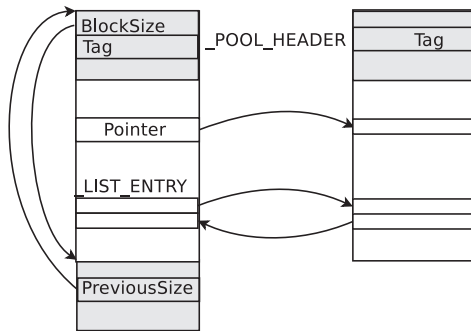 BlockSize
Tag
_POOL_HEADER
Tag
Pointer
_LIST_ENTRY
PreviousSize